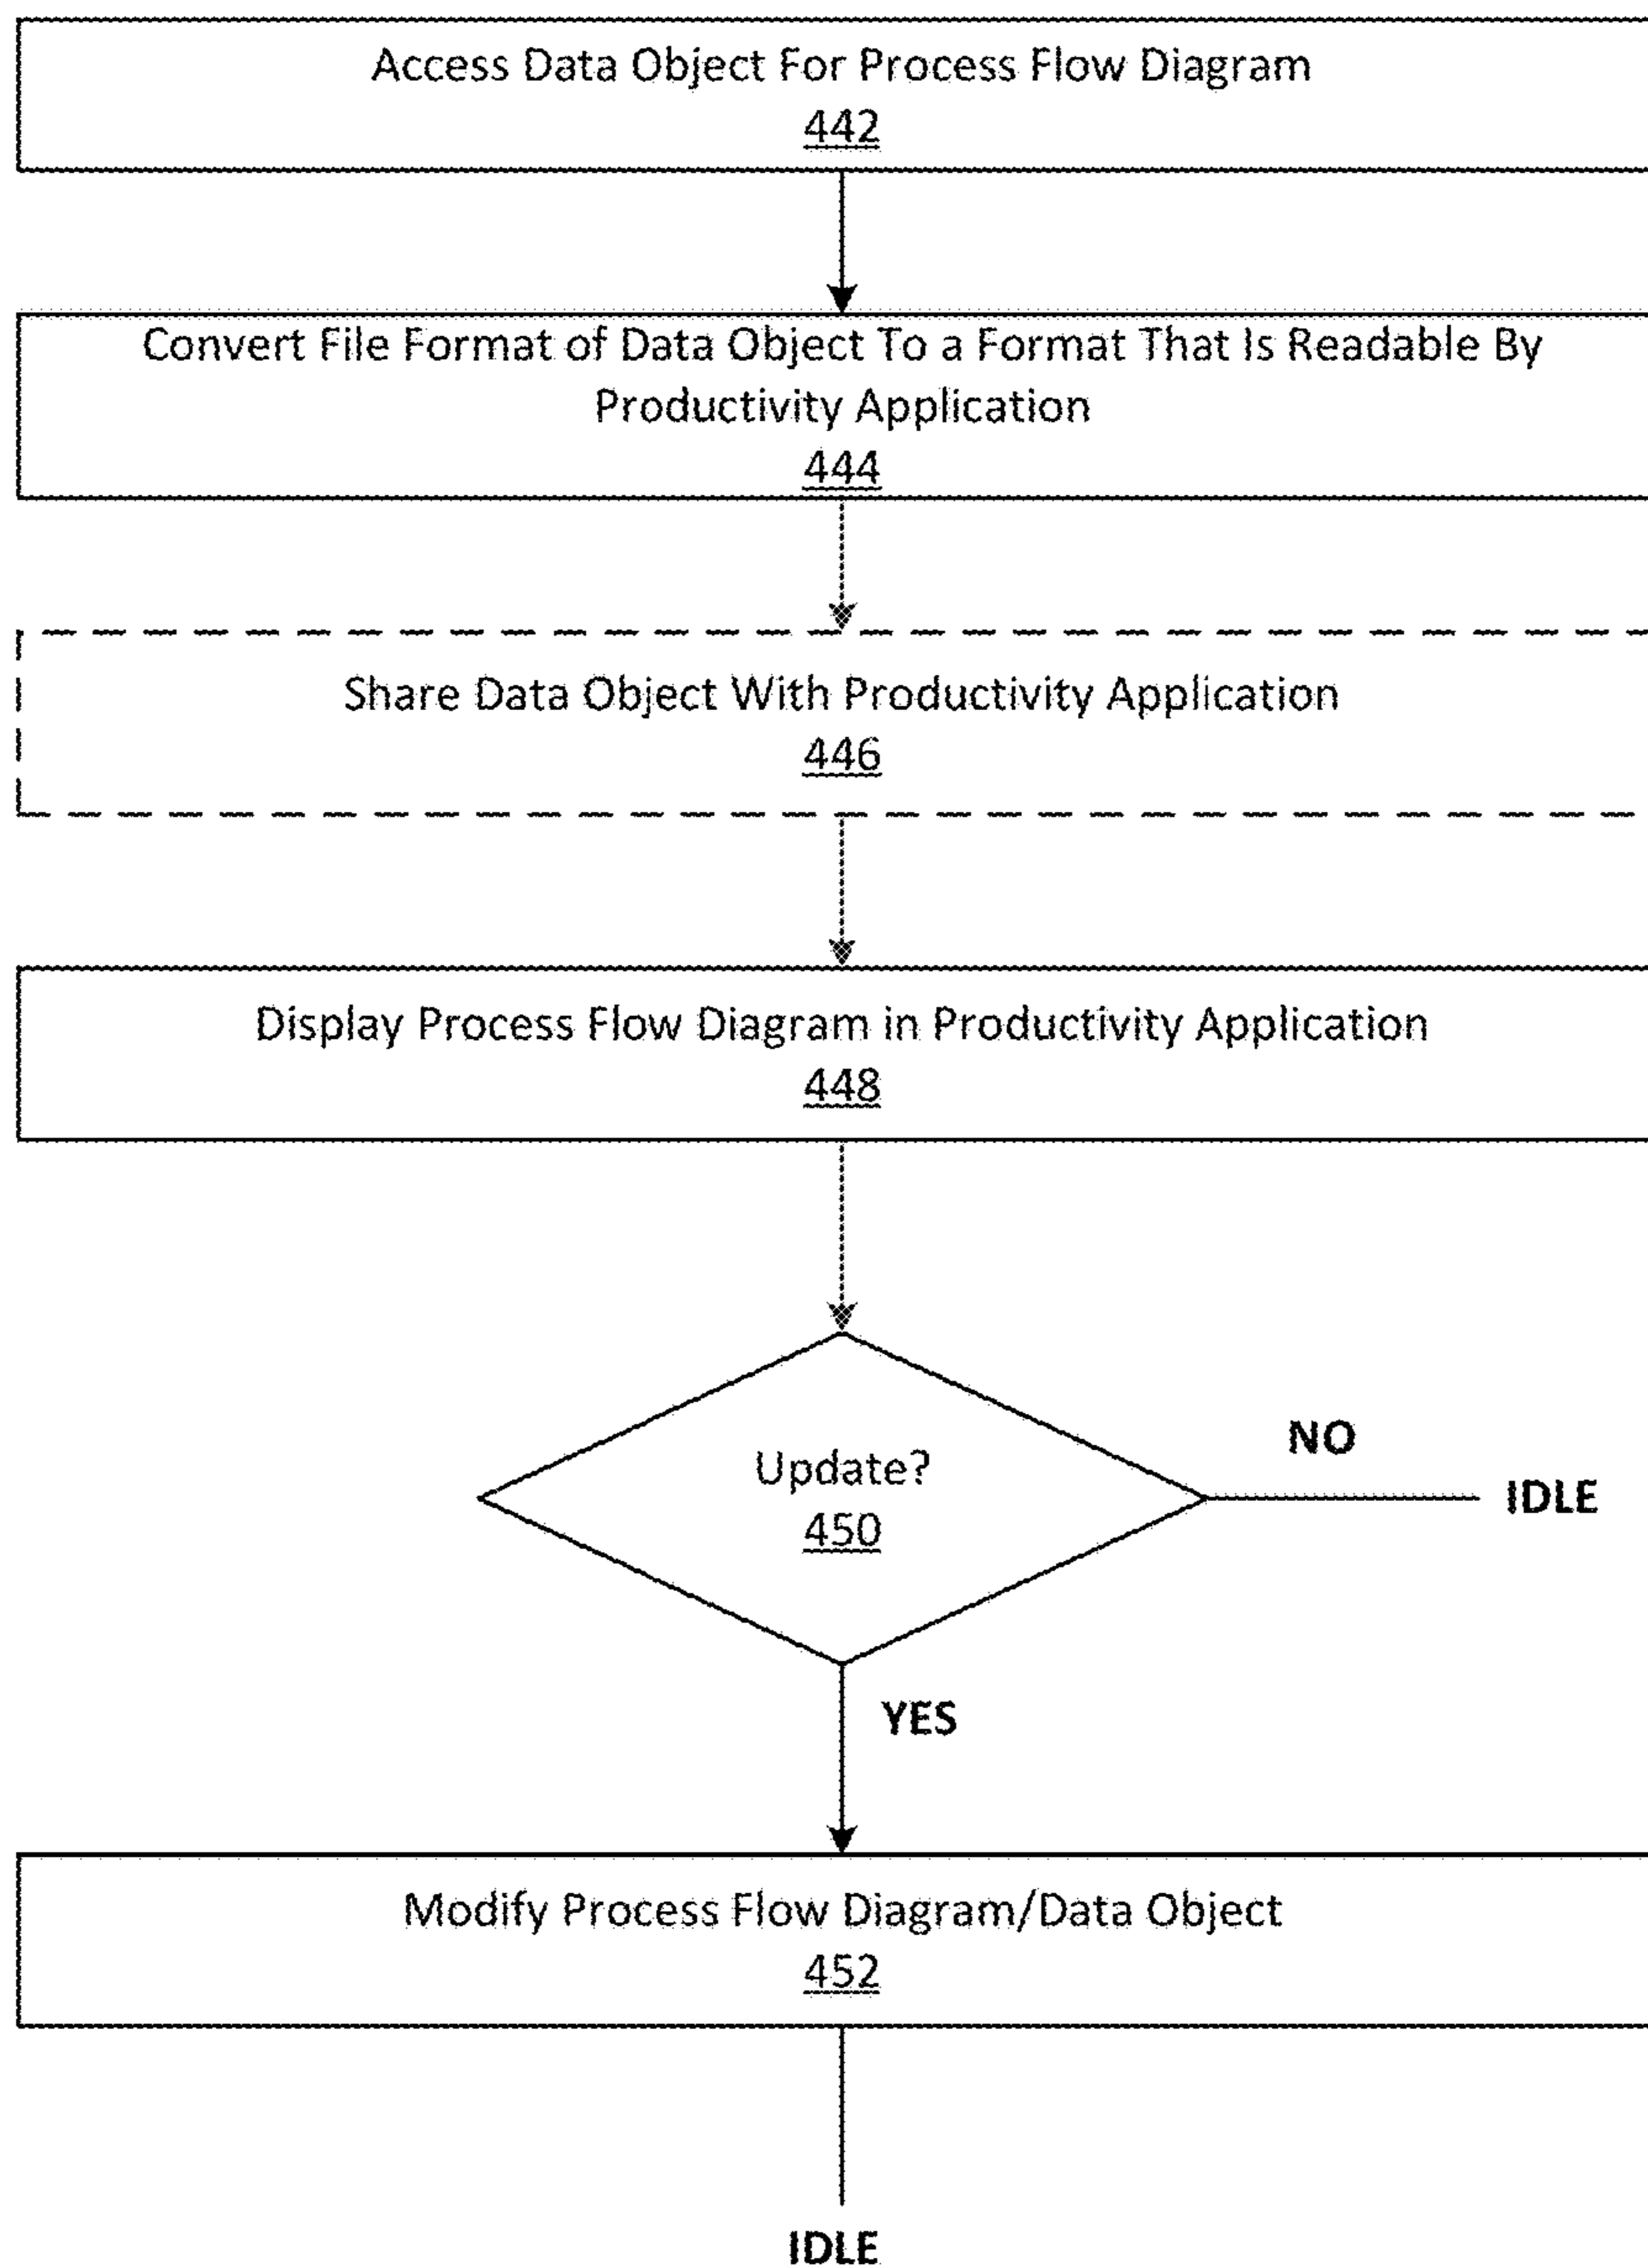 Access Data Object For Process Flow Diagram
442
Convert File Format of Data Object To a Format That Is Readable By
Productivity Application
444
Share Data Object With Productivity Application
446
Display Process Flow Diagram in Productivity Application
448
Update?
450
NO
IDLE
YES
Modify Process Flow Diagram/Data Object
452
IDLE